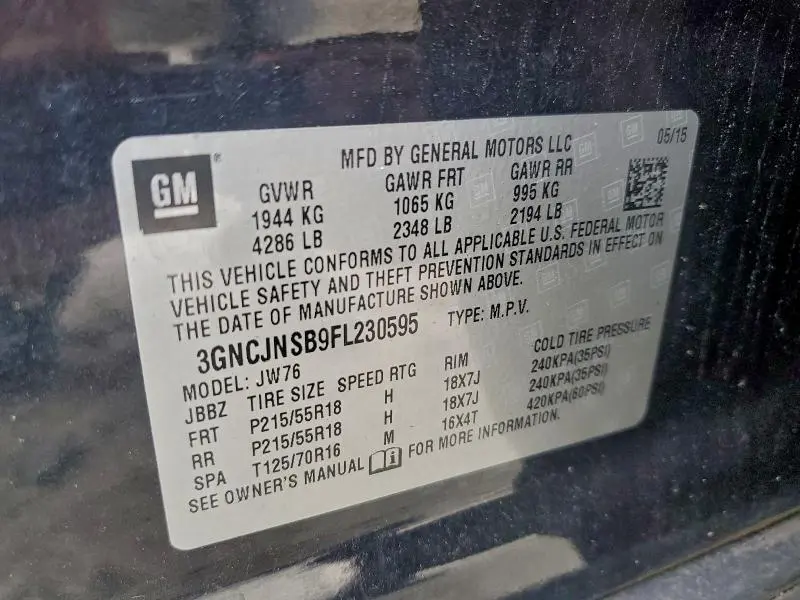 GM ®
MFD BY GENERAL MOTORS LLC 05/15
GVWR GAWR FRT GAWR RR
1944 KG 1065 KG 995 KG
4286 LB 2348 LB 2194 LB
THIS VEHICLE CONFORMS TO ALL APPLICABLE U.S. FEDERAL MOTOR
VEHICLE SAFETY AND THEFT PREVENTION STANDARDS IN EFFECT ON
THE DATE OF MANUFACTURE SHOWN ABOVE.
3GNCJNSB9FL230595 TYPE: M.P.V.
MODEL: JW76
JBBZ TIRE SIZE SPEED RTG RIM COLD TIRE PRESSURE
FRT P215/55R18 H 18X7J 240KPA(35PSI)
RR P215/55R18 H 18X7J 240KPA(35PSI)
SPA T125/70R16 M 16X4T 420KPA(60PSI)
SEE OWNER'S MANUAL i FOR MORE INFORMATION.